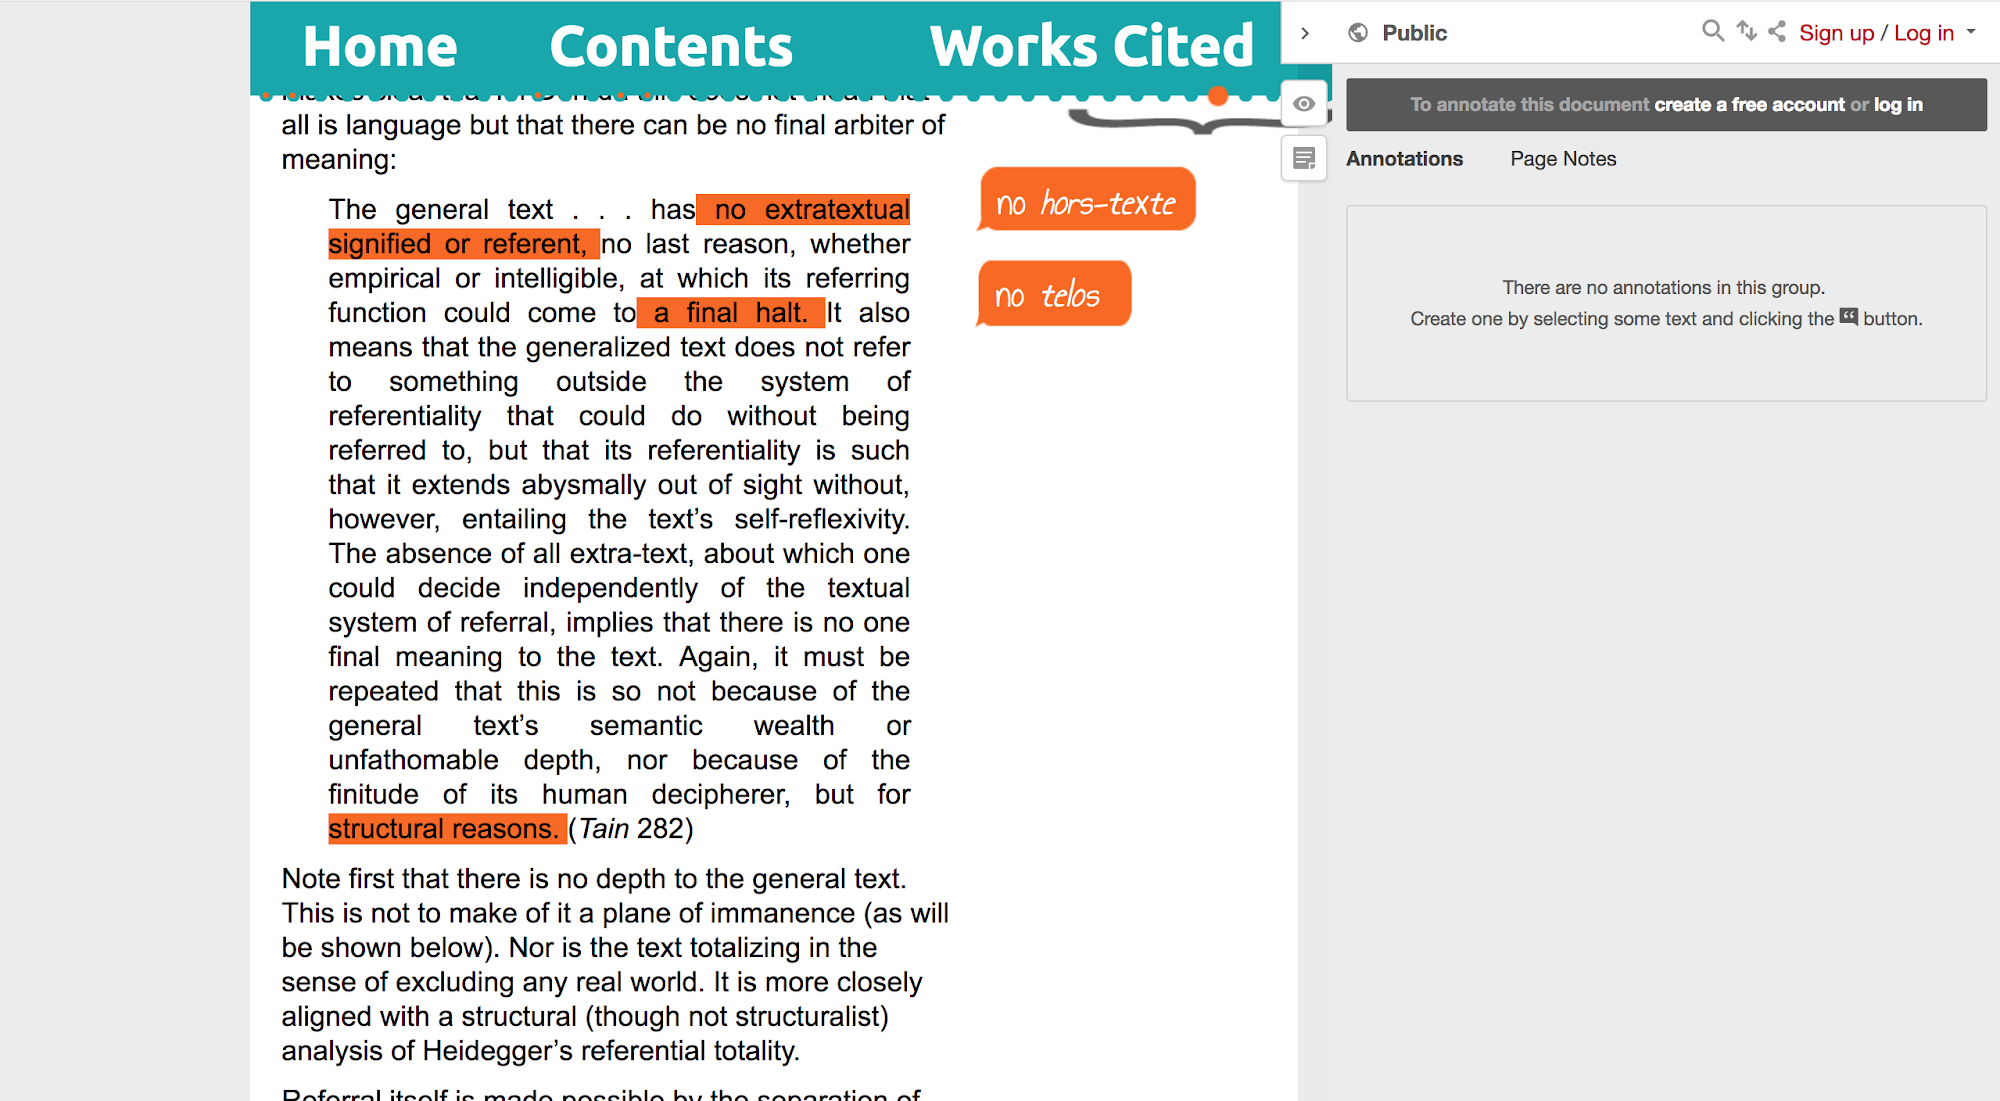 Home Contents Works Cited
all is language but that there can be no final arbiter of
meaning:
The general text . . . has no extratextual
signified or referent, no last reason, whether
empirical or intelligible, at which its referring
function could come to a final halt. It also
means that the generalized text does not refer
to something outside the system of
referentiality that could do without being
referred to, but that its referentiality is such
that it extends abysmally out of sight without,
however, entailing the text’s self-reflexivity.
The absence of all extra-text, about which one
could decide independently of the textual
system of referral, implies that there is no one
final meaning to the text. Again, it must be
repeated that this is so not because of the
general text’s semantic wealth or
unfathomable depth, nor because of the
finitude of its human decipherer, but for
structural reasons. (Tain 282)
Note first that there is no depth to the general text.
This is not to make of it a plane of immanence (as will
be shown below). Nor is the text totalizing in the
sense of excluding any real world. It is more closely
aligned with a structural (though not structuralist)
analysis of Heidegger’s referential totality.
Referral itself is made possible by the separation of
no hors-texte
no telos
Public
Sign up / Log in
To annotate this document create a free account or log in
Annotations Page Notes
There are no annotations in this group.
Create one by selecting some text and clicking the button.